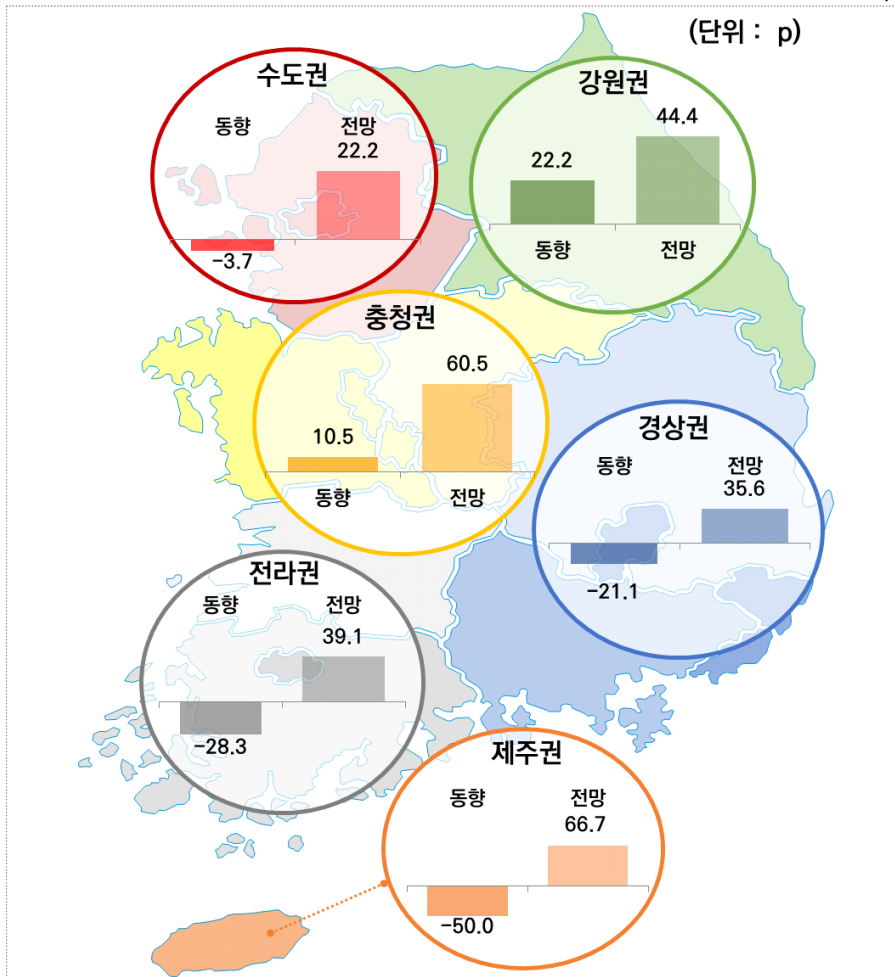 (단위 : p)
수도권
동향 전망
22.2
-3.7
강원권
44.4
22.2
동향 전망
충청권
60.5
10.5
동향 전망
경상권
동향 전망
35.6
-21.1
전라권
동향 전망
39.1
-28.3
제주권
동향 전망
66.7
-50.0